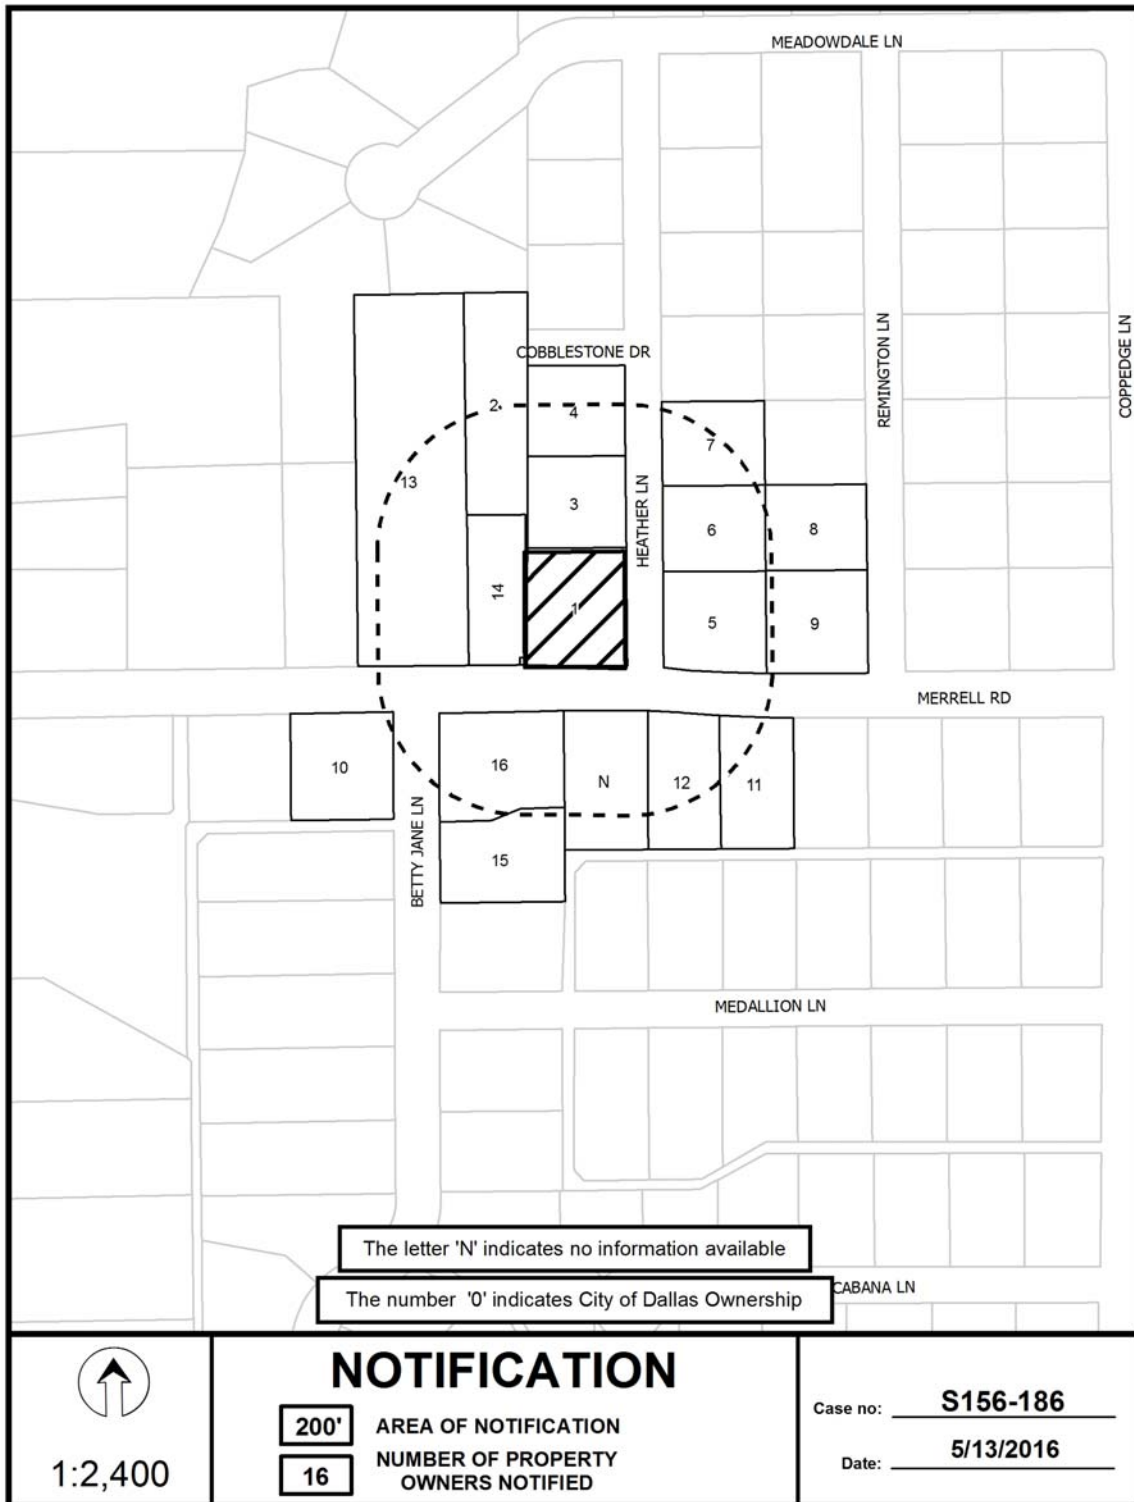 MEADOWDALE LN
COBBLESTONE DR
REMINGTON LN
COPPEDGE LN
2
4
7
13
3
HEATHER LN
6
8
14
1
5
9
MERRELL RD
10
16
N
12
11
BETTY JANE LN
15
MEDALLION LN
The letter 'N' indicates no information available
The number '0' indicates City of Dallas Ownership
CABANA LN
1:2,400
NOTIFICATION
200' AREA OF NOTIFICATION
16 NUMBER OF PROPERTY
OWNERS NOTIFIED
Case no: S156-186
Date: 5/13/2016